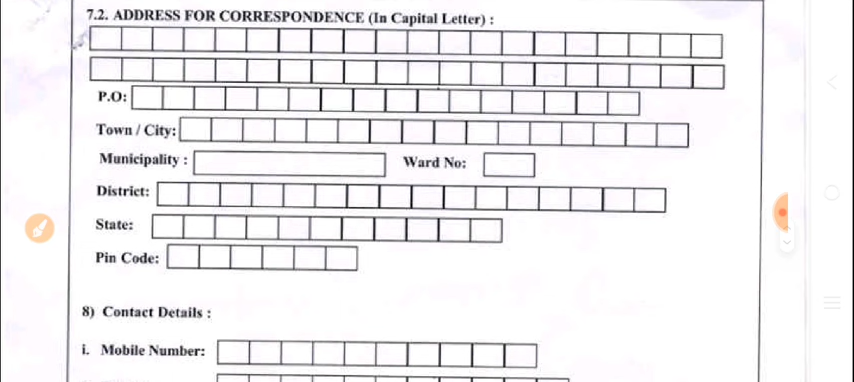 7.2. ADDRESS FOR CORRESPONDENCE (In Capital Letter) :
P.O:
Town / City:
Municipality :
Ward No:
District:
State:
Pin Code:
8) Contact Details :
i. Mobile Number: